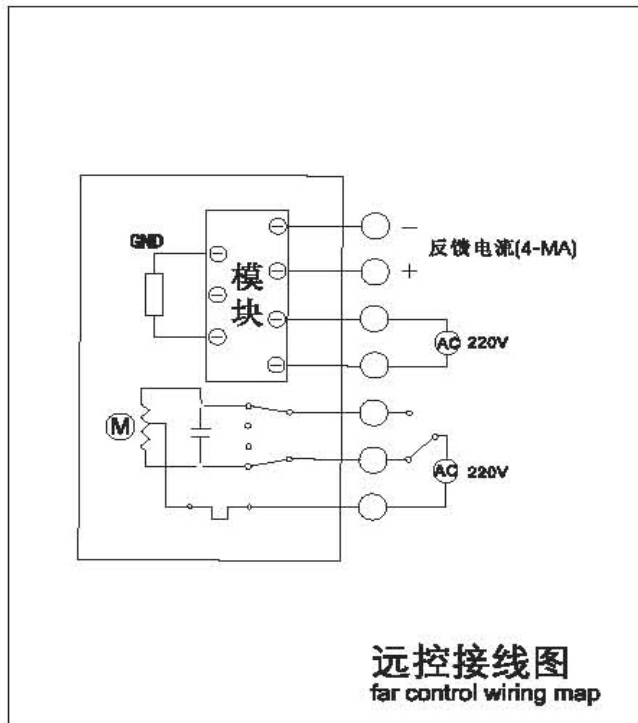 −
GND
反馈电流(4-MA)
+
模块
AC 220V
M
AC 220V
远控接线图
far control wiring map